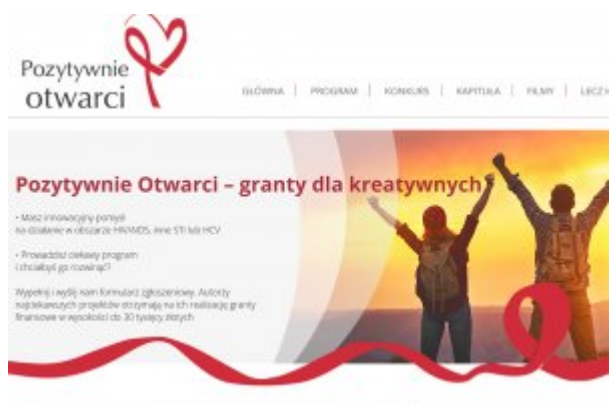 Pozytywnie
otwarci
GŁÓWNA | PROGRAM | KONKURS | KAPITUŁA | FILMY |
Pozytywnie Otwarci – granty dla kreatywnych
• Masz innowacyjny pomysł
na działanie w obszarze HIV/AIDS, inne STI lub HCV
• Prowadzisz ciekawy program
i chciałbyś go rozwinąć?
Wypełnij i wyślij nam formularz zgłoszeniowy. Autorzy
najciekawszych projektów otrzymają na ich realizację granty
finansowe w wysokości do 30 tysięcy złotych